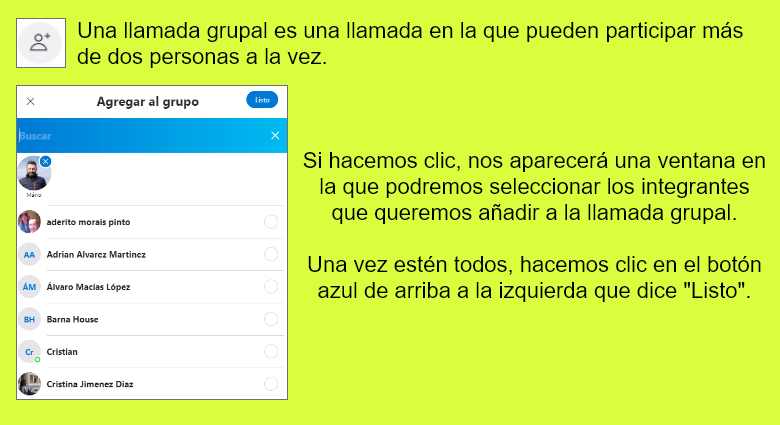 Una llamada grupal es una llamada en la que pueden participar más
de dos personas a la vez.
Agregar al grupo
Listo
Buscar
Mário
aderito morais pinto
AA
Adrian Alvarez Martinez
ÁM
Álvaro Macías López
BH
Barna House
Cr
Cristian
Cristina Jimenez Diaz
Si hacemos clic, nos aparecerá una ventana en
la que podremos seleccionar los integrantes
que queremos añadir a la llamada grupal.
Una vez estén todos, hacemos clic en el botón
azul de arriba a la izquierda que dice "Listo".